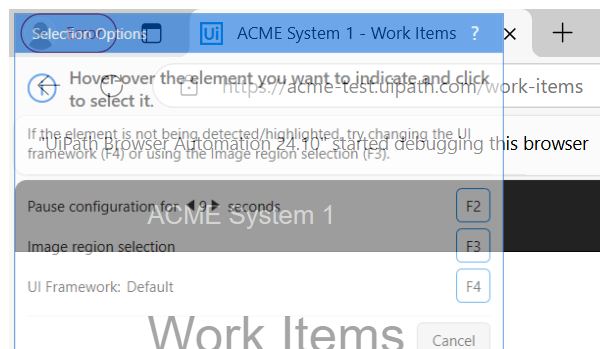 Selection Options
ACME System 1 - Work Items
?
Hover over the element you want to indicate and click
to select it.
https://acme-test.uipath.com/work-items
If the element is not being detected/highlighted, try changing the UI
framework (F4) or using the Image region selection (F3).
"UiPath Browser Automation 24.10" started debugging this browser
Pause configuration for 9 seconds
F2
ACME System 1
Image region selection
F3
UI Framework: Default
F4
Work Items
Cancel